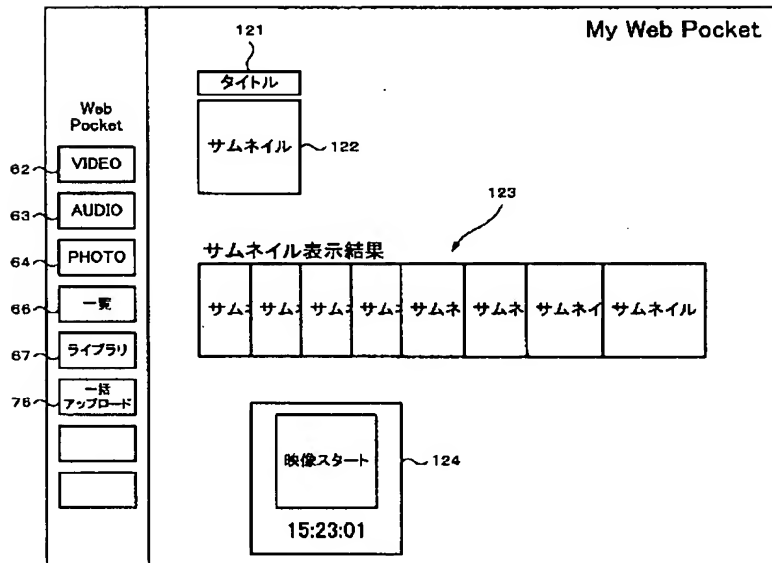 My Web Pocket
121
タイトル
サムネイル
122
Web
Pocket
62
VIDEO
63
AUDIO
64
PHOTO
66
一覧
67
ライブラリ
76
一括
アップロード
123
サムネイル表示結果
サムネ
サムネ
サムネ
サムネ
サムネ
サムネ
サムネイ
サムネイル
映像スタート
124
15:23:01